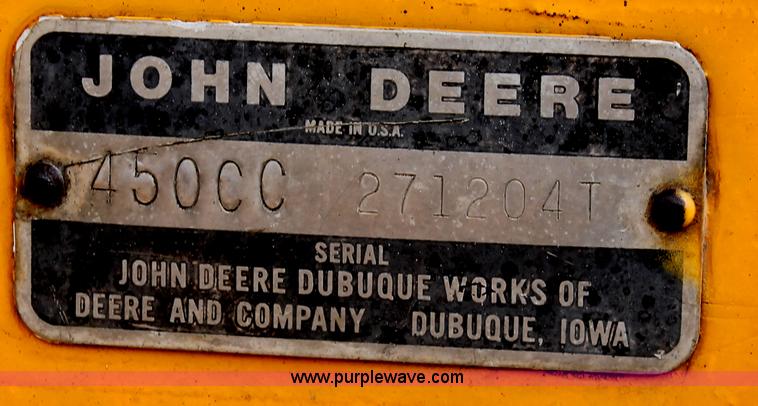 JOHN DEERE
MADE IN U.S.A.
450CC 271204T
SERIAL
JOHN DEERE DUBUQUE WORKS OF
DEERE AND COMPANY DUBUQUE, IOWA
www.purplewave.com